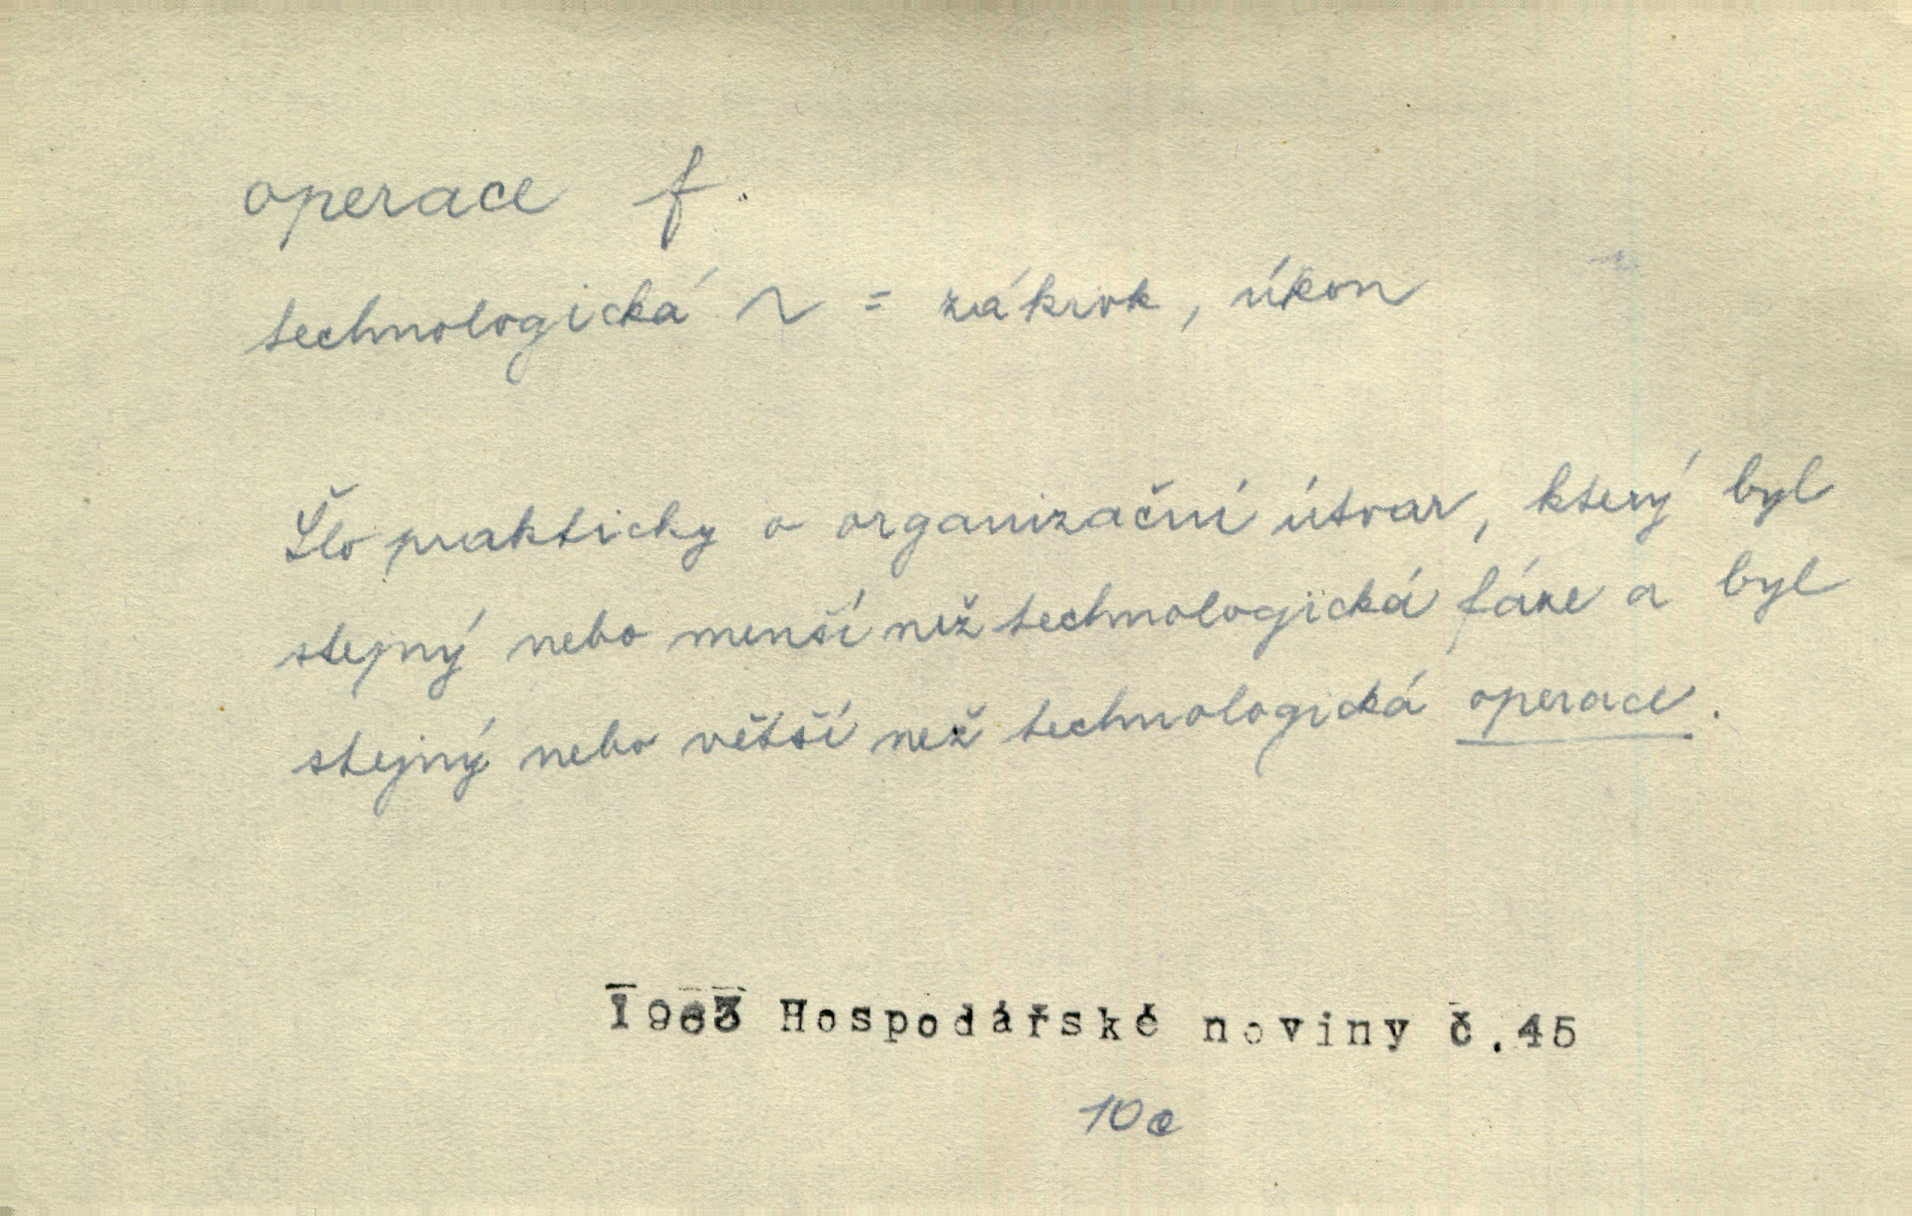 operace f.
technologická ~ = zákrok, úkon
Šlo prakticky o organizační útvar, který byl
stejný nebo menší než technologická fáze a byl
stejný nebo větší než technologická operace.
1963 Hospodářské noviny č.45